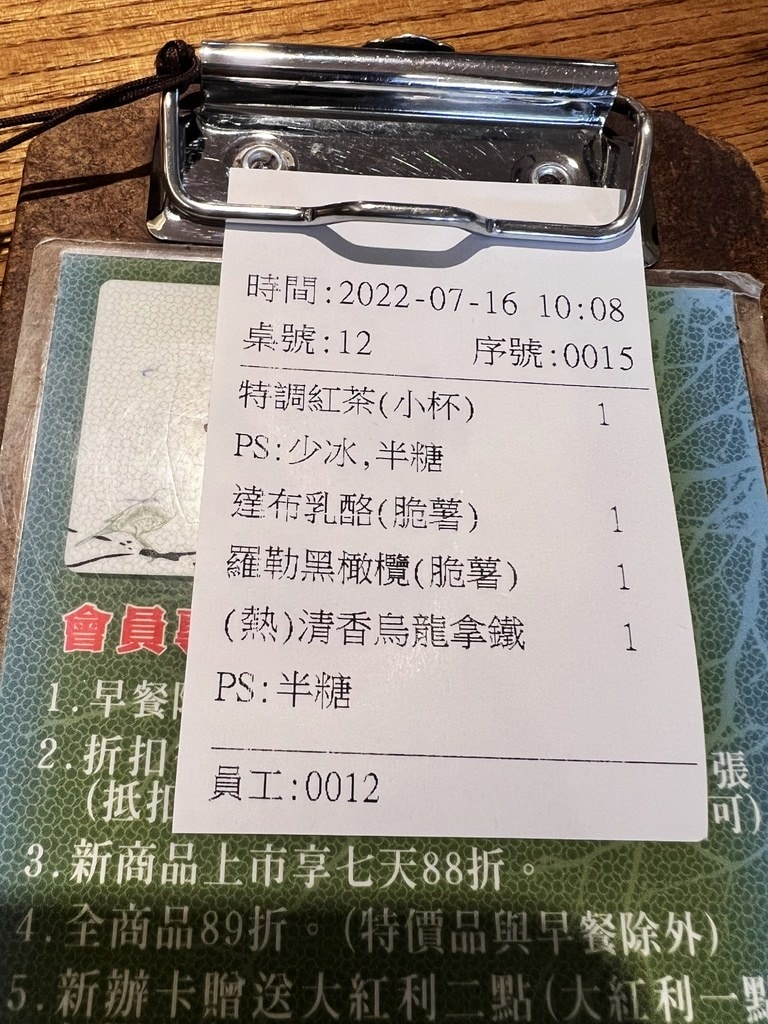 時間:2022-07-16 10:08
桌號:12 序號:0015
特調紅茶(小杯) 1
PS:少冰,半糖
達布乳酪(脆薯) 1
羅勒黑橄欖(脆薯) 1
(熱)清香烏龍拿鐵 1
PS:半糖
員工:0012
會員
1.早餐除
2.折扣 張
(抵扣 可)
3.新商品上市享七天88折。
4.全商品89折。(特價品與早餐除外)
5.新辦卡贈送大紅利二點(大紅利一點